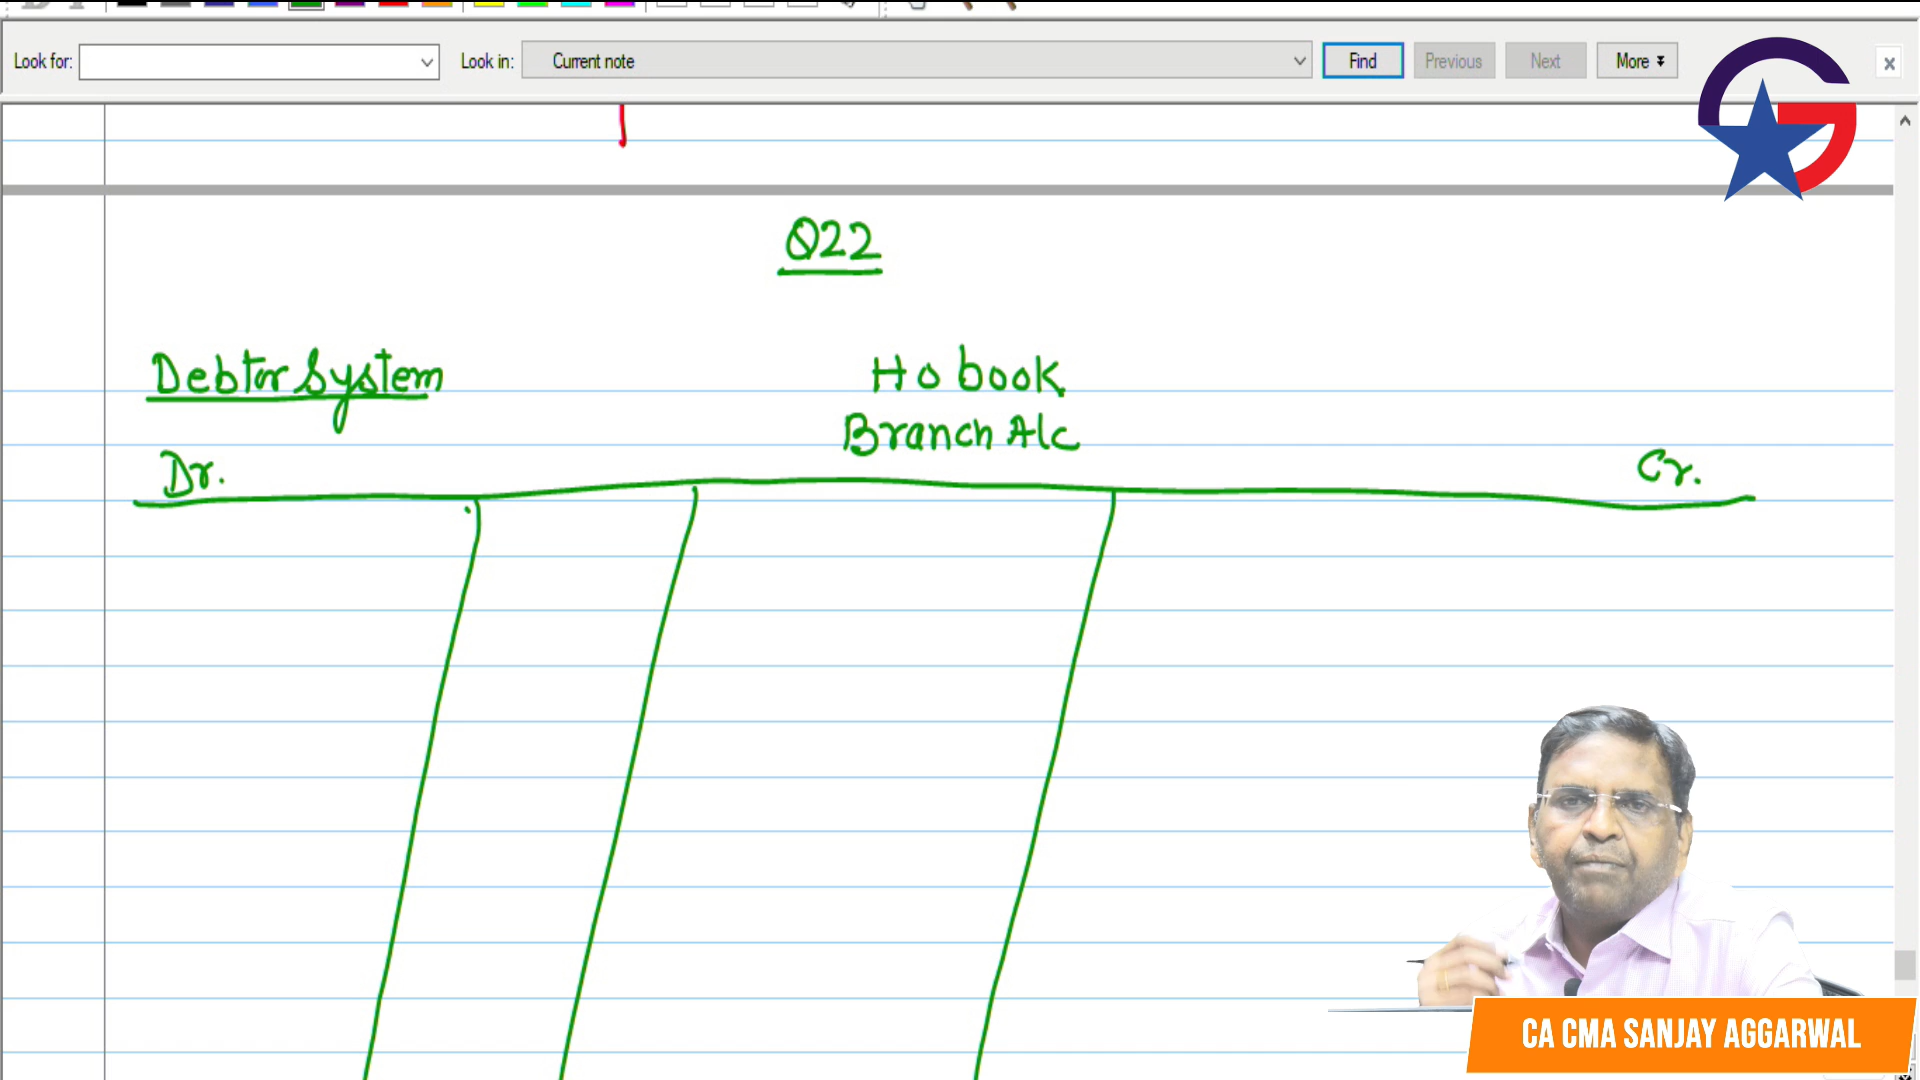 Look for:
Look in: Current note Find Previous Next More
Q22
Debtor System
Ho book
Branch A/c
Dr.
Cr.
CA CMA SANJAY AGGARWAL